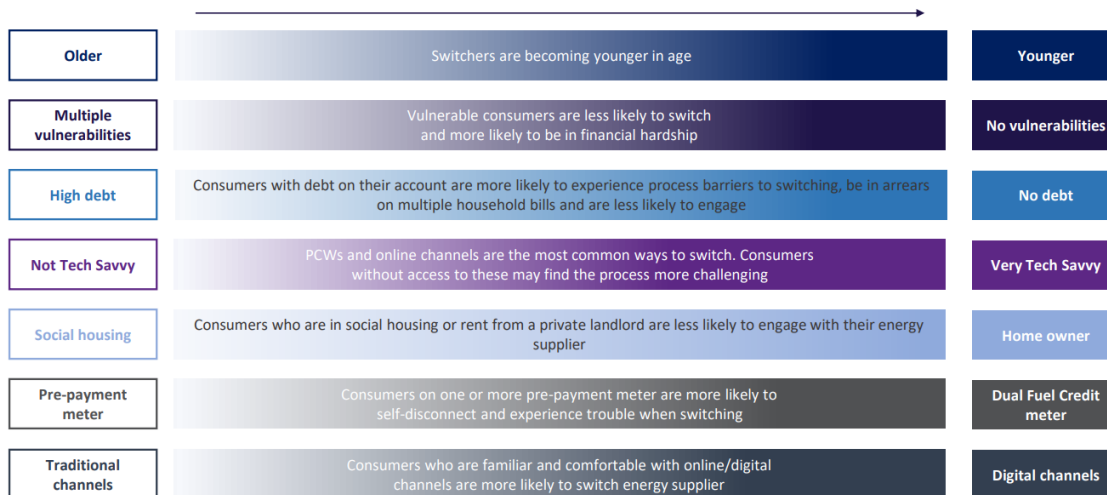 Older
Switchers are becoming younger in age
Younger
Multiple
vulnerabilities
Vulnerable consumers are less likely to switch
and more likely to be in financial hardship
No vulnerabilities
High debt
Consumers with debt on their account are more likely to experience process barriers to switching, be in arrears
on multiple household bills and are less likely to engage
No debt
Not Tech Savvy
PCWs and online channels are the most common ways to switch. Consumers
without access to these may find the process more challenging
Very Tech Savvy
Social housing
Consumers who are in social housing or rent from a private landlord are less likely to engage with their energy
supplier
Home owner
Pre-payment
meter
Consumers on one or more pre-payment meter are more likely to
self-disconnect and experience trouble when switching
Dual Fuel Credit
meter
Traditional
channels
Consumers who are familiar and comfortable with online/digital
channels are more likely to switch energy supplier
Digital channels